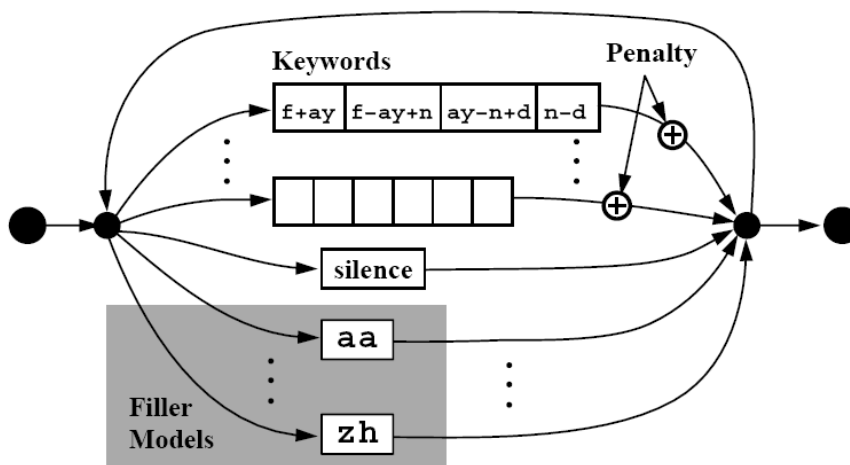 Keywords
Penalty
f+ay f-ay+n ay-n+d n-d
silence
aa
Filler
Models
zh